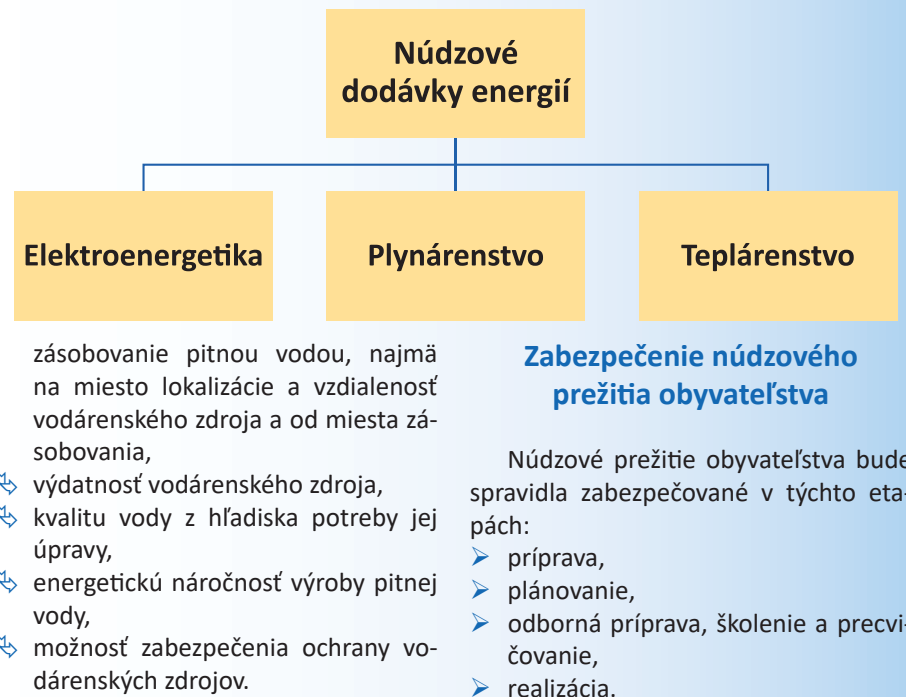 Núdzové
dodávky energií
Elektroenergetika
Plynárenstvo
Teplárenstvo
zásobovanie pitnou vodou, najmä
na miesto lokalizácie a vzdialenosť
vodárenského zdroja a od miesta zá-
sobovania,
výdatnosť vodárenského zdroja,
kvalitu vody z hľadiska potreby jej
úpravy,
energetickú náročnosť výroby pitnej
vody,
možnosť zabezpečenia ochrany vo-
dárenských zdrojov.
Zabezpečenie núdzového
prežitia obyvateľstva
Núdzové prežitie obyvateľstva bude
spravidla zabezpečované v týchto eta-
pách:
➢ príprava,
➢ plánovanie,
➢ odborná príprava, školenie a precvi-
čovanie,
➢ realizácia.